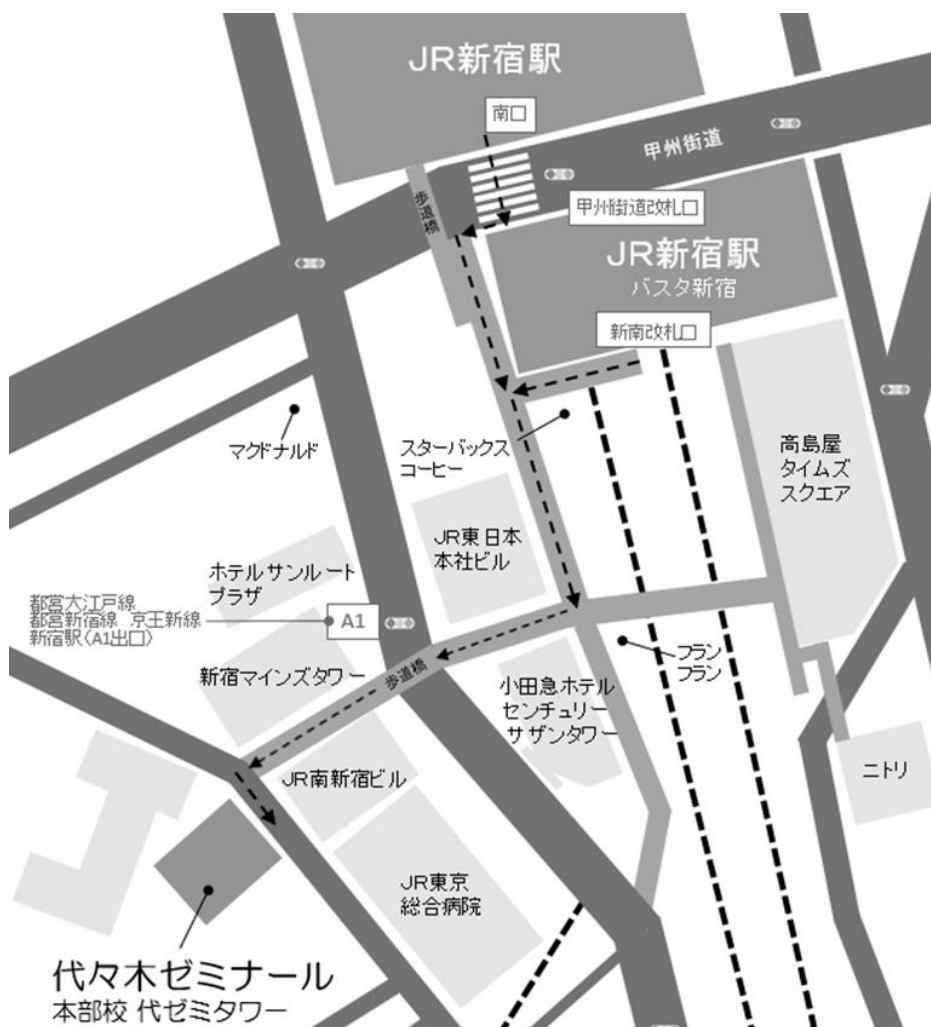 JR新宿駅
南口
甲州街道
歩道橋
甲州街道改札口
JR新宿駅
バスタ新宿
新南改札口
マクドナルド
スターバックス
コーヒー
高島屋
タイムズ
スクエア
JR東日本
本社ビル
ホテルサンルート
プラザ
都営大江戸線
都営新宿線 京王新線
新宿駅(A1出口)
A1
新宿マインズタワー
歩道橋
小田急ホテル
センチュリー
サザンタワー
フラン
フラン
JR南新宿ビル
ニトリ
JR東京
総合病院
代々木ゼミナール
本部校 代ゼミタワー